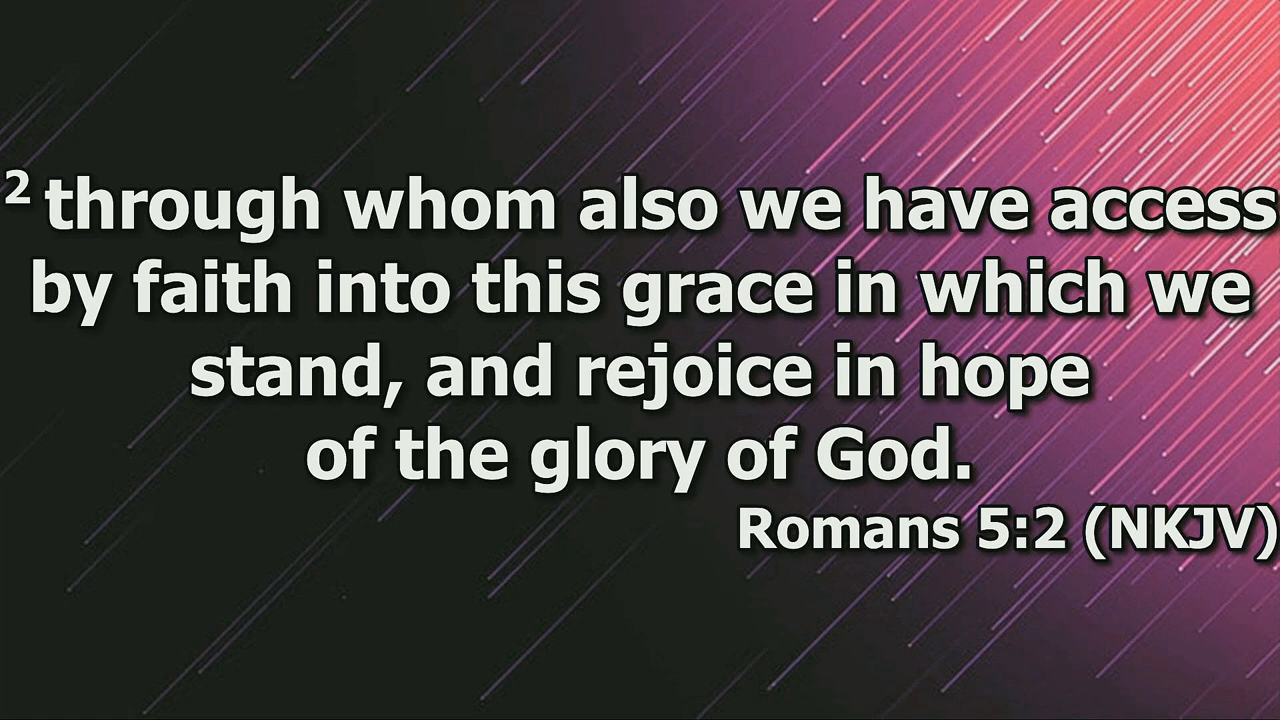 2 through whom also we have access
by faith into this grace in which we
stand, and rejoice in hope
of the glory of God.
Romans 5:2 (NKJV)